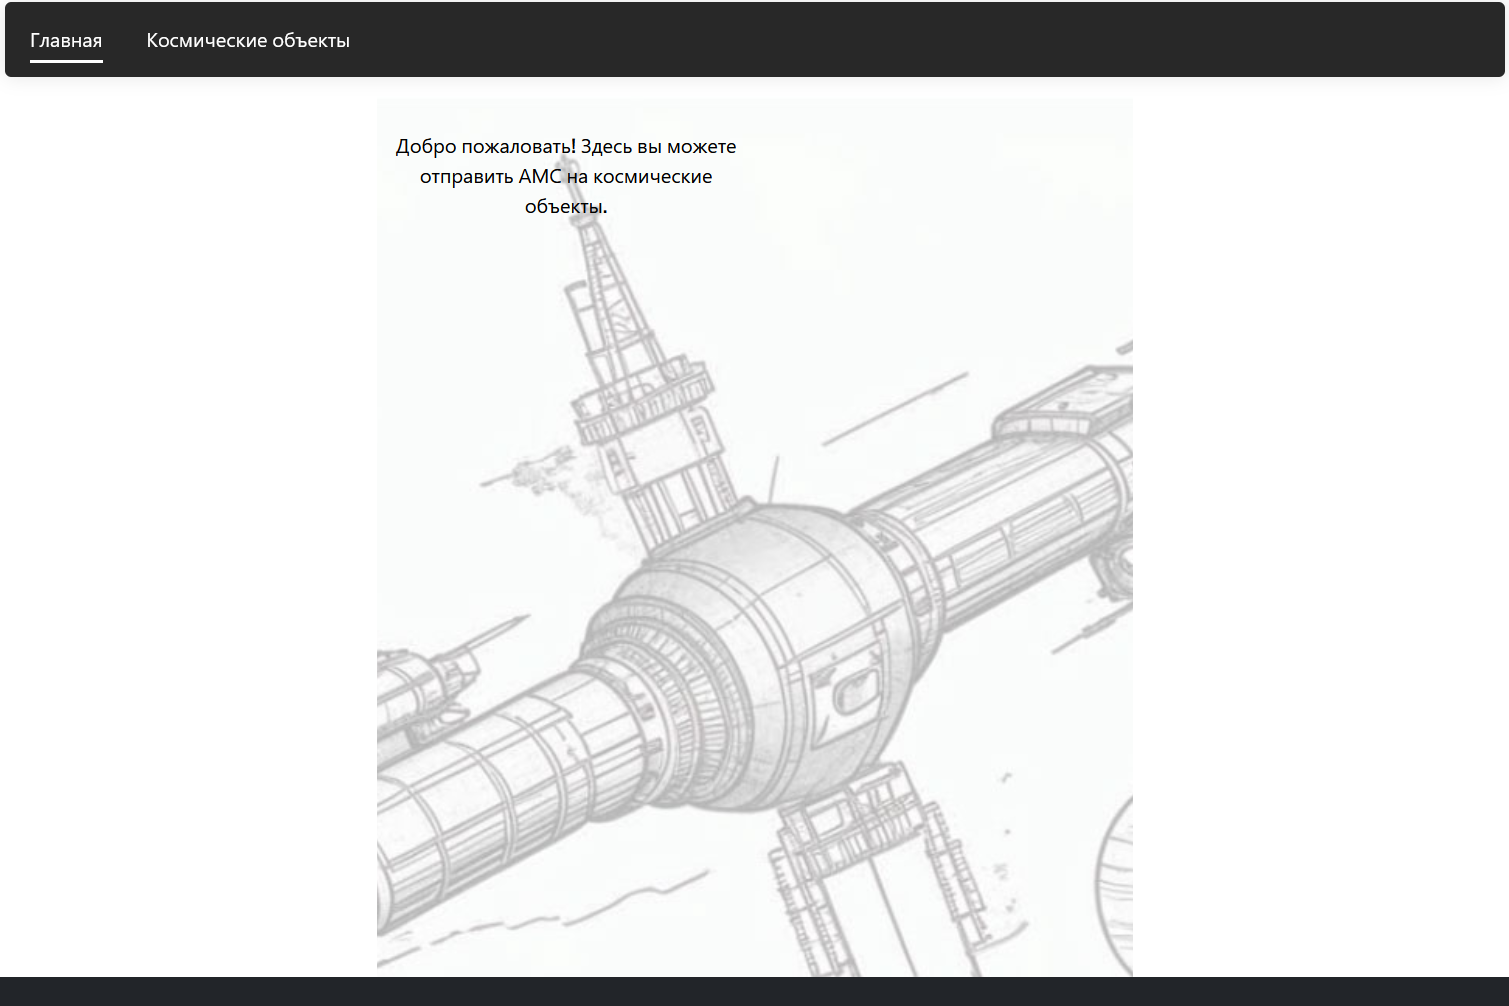 Главная Космические объекты
Добро пожаловать! Здесь вы можете
отправить АМС на космические
объекты.